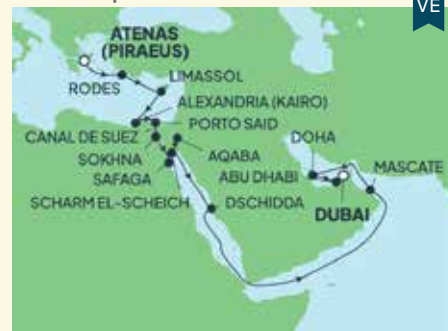 VE
ATENAS
(PIRAEUS)
RODES
LIMASSOL
ALEXANDRIA (KAIRO)
PORTO SAID
CANAL DE SUEZ
SOKHNA
AQABA
SAFAGA
SCHARM EL-SCHEICH
DSCHIDDA
DOHA
ABU DHABI
MASCATE
DUBAI